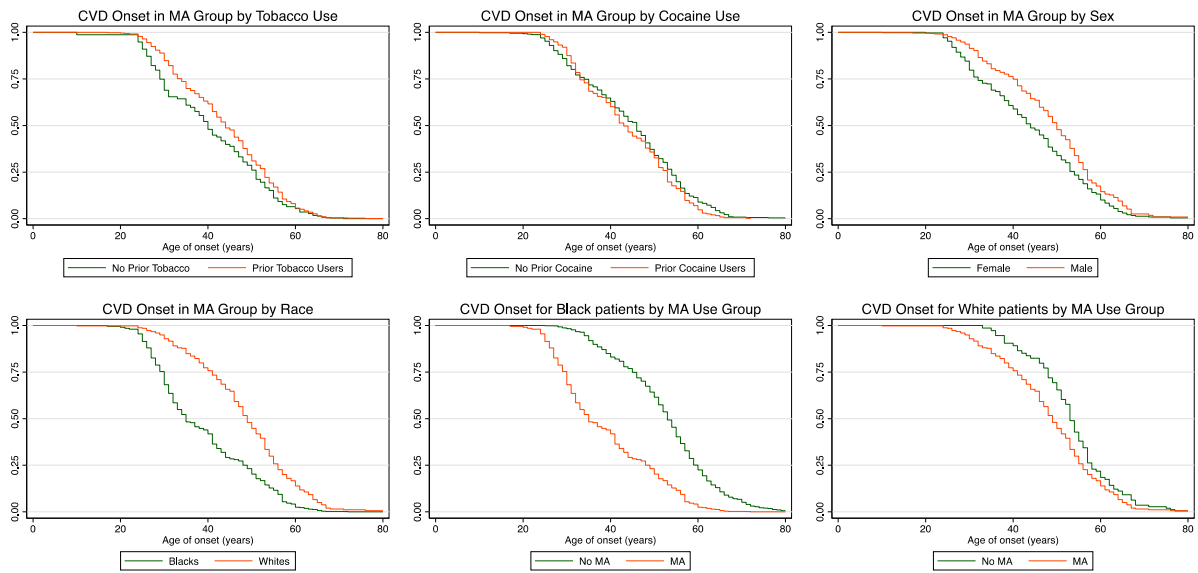 CVD Onset in MA Group by Tobacco Use
1.00
0.75
0.50
0.25
0.00
0 20 40 60 80
Age of onset (years)
No Prior Tobacco Prior Tobacco Users
CVD Onset in MA Group by Cocaine Use
1.00
0.75
0.50
0.25
0.00
0 20 40 60 80
Age of onset (years)
No Prior Cocaine Prior Cocaine Users
CVD Onset in MA Group by Sex
1.00
0.75
0.50
0.25
0.00
0 20 40 60 80
Age of onset (years)
Female Male
CVD Onset in MA Group by Race
1.00
0.75
0.50
0.25
0.00
0 20 40 60 80
Age of onset (years)
Blacks Whites
CVD Onset for Black patients by MA Use Group
1.00
0.75
0.50
0.25
0.00
0 20 40 60 80
Age of onset (years)
No MA MA
CVD Onset for White patients by MA Use Group
1.00
0.75
0.50
0.25
0.00
0 20 40 60 80
Age of onset (years)
No MA MA